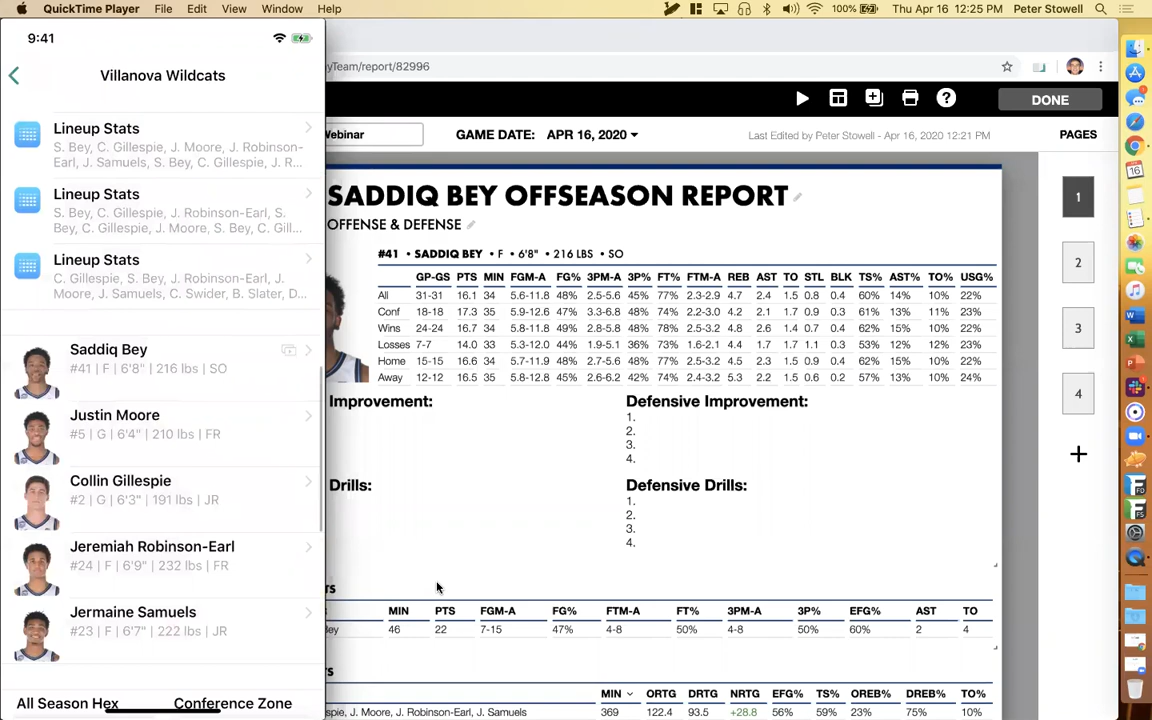 QuickTime Player File Edit View Window Help 100% Thu Apr 16 12:25 PM Peter Stowell
9:41
Villanova Wildcats
Lineup Stats
S. Bey, C. Gillespie, J. Moore, J. Robinson-
Earl, J. Samuels, S. Bey, C. Gillespie, J. R...
Lineup Stats
S. Bey, C. Gillespie, J. Robinson-Earl, S.
Bey, C. Gillespie, J. Moore, S. Bey, C. Gill...
Lineup Stats
C. Gillespie, S. Bey, J. Robinson-Earl, J.
Moore, J. Samuels, C. Swider, B. Slater, D...
Saddiq Bey
#41 | F | 6'8" | 216 lbs | SO
Justin Moore
#5 | G | 6'4" | 210 lbs | FR
Collin Gillespie
#2 | G | 6'3" | 191 lbs | JR
Jeremiah Robinson-Earl
#24 | F | 6'9" | 232 lbs | FR
Jermaine Samuels
#23 | F | 6'7" | 222 lbs | JR
All Season Hex Conference Zone
yTeam/report/82996
DONE
Webinar GAME DATE: APR 16, 2020 Last Edited by Peter Stowell - Apr 16, 2020 12:21 PM PAGES
SADDIQ BEY OFFSEASON REPORT
OFFENSE & DEFENSE
#41 • SADDIQ BEY • F • 6'8" • 216 LBS • SO
GP-GS PTS MIN FGM-A FG% 3PM-A 3P% FT% FTM-A REB AST TO STL BLK TS% AST% TO% USG%
All 31-31 16.1 34 5.6-11.8 48% 2.5-5.6 45% 77% 2.3-2.9 4.7 2.4 1.5 0.8 0.4 60% 14% 10% 22%
Conf 18-18 17.3 35 5.9-12.6 47% 3.3-6.8 48% 74% 2.2-3.0 4.2 2.1 1.7 0.9 0.3 61% 13% 11% 23%
Wins 24-24 16.7 34 5.8-11.8 49% 2.8-5.8 48% 78% 2.5-3.2 4.8 2.6 1.4 0.7 0.4 62% 15% 10% 22%
Losses 7-7 14.0 33 5.3-12.0 44% 1.9-5.1 36% 73% 1.6-2.1 4.4 1.7 1.7 1.1 0.3 53% 12% 12% 23%
Home 15-15 16.6 34 5.7-11.9 48% 2.7-5.6 48% 77% 2.5-3.2 4.5 2.3 1.5 0.9 0.4 62% 15% 10% 22%
Away 12-12 16.5 35 5.8-12.8 45% 2.6-6.2 42% 74% 2.4-3.2 5.3 2.2 1.5 0.6 0.2 57% 13% 10% 24%
Improvement: Defensive Improvement:
1.
2.
3.
4.
Drills: Defensive Drills:
1.
2.
3.
4.
TS
MIN PTS FGM-A FG% FTM-A FT% 3PM-A 3P% EFG% AST TO
Bey 46 22 7-15 47% 4-8 50% 4-8 50% 60% 2 4
TS
MIN ORTG DRTG NRTG EFG% TS% OREB% DREB% TO%
spie, J. Moore, J. Robinson-Earl, J. Samuels 369 122.4 93.5 +28.8 56% 59% 23% 75% 10%
1
2
3
4